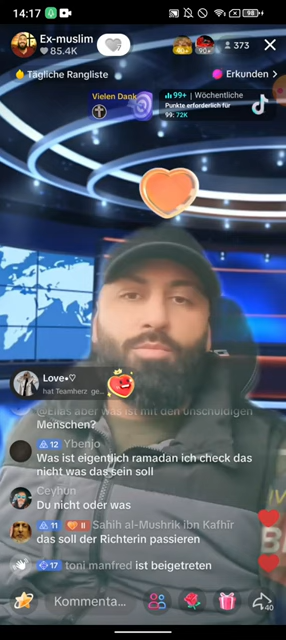 14:17
98
Ex-muslim
85.4K
373
Tägliche Rangliste
Erkunden >
Vielen Dank
99+ | Wöchentliche
Punkte erforderlich für
99: 72K
Love•♡
hat Teamherz ge...
@Elias aber was ist mit den unschuldigen
Menschen?
12 Ybenjo
Was ist eigentlich ramadan ich check das
nicht was das sein soll
Ceyhun
Du nicht oder was
11 II Sahih al-Mushrik ibn Kafhīr
das soll der Richterin passieren
17 toni manfred ist beigetreten
Kommenta...
40